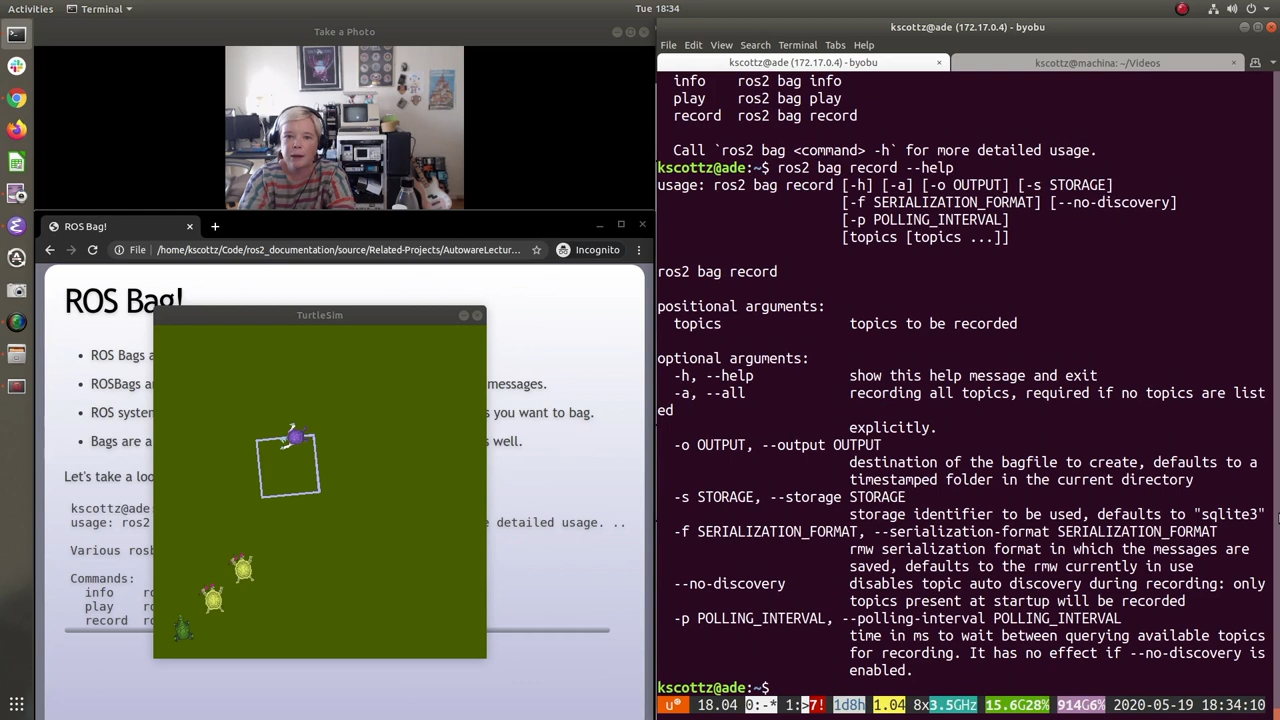 Activities
Terminal
Tue 18:34
Take a Photo
ROS Bag!
File
/home/kscottz/Code/ros2_documentation/source/Related-Projects/AutowareLectur...
Incognito
ROS Bag!
ROS Bags a
ROSBags ar
messages.
ROS system
s you want to bag.
Bags are a
s well.
Let's take a loo
kscottz@ade:
usage: ros2
e detailed usage. ..
Various rosb
Commands:
info ro
play ro
record ro
TurtleSim
kscottz@ade (172.17.0.4) - byobu
File Edit View Search Terminal Tabs Help
kscottz@ade (172.17.0.4) - byobu
kscottz@machina: ~/Videos
info ros2 bag info
play ros2 bag play
record ros2 bag record
Call `ros2 bag <command> -h` for more detailed usage.
kscottz@ade:~$ ros2 bag record --help
usage: ros2 bag record [-h] [-a] [-o OUTPUT] [-s STORAGE]
[-f SERIALIZATION_FORMAT] [--no-discovery]
[-p POLLING_INTERVAL]
[topics [topics ...]]
ros2 bag record
positional arguments:
topics topics to be recorded
optional arguments:
-h, --help show this help message and exit
-a, --all recording all topics, required if no topics are list
ed
explicitly.
-o OUTPUT, --output OUTPUT
destination of the bagfile to create, defaults to a
timestamped folder in the current directory
-s STORAGE, --storage STORAGE
storage identifier to be used, defaults to "sqlite3"
-f SERIALIZATION_FORMAT, --serialization-format SERIALIZATION_FORMAT
rmw serialization format in which the messages are
saved, defaults to the rmw currently in use
--no-discovery disables topic auto discovery during recording: only
topics present at startup will be recorded
-p POLLING_INTERVAL, --polling-interval POLLING_INTERVAL
time in ms to wait between querying available topics
for recording. It has no effect if --no-discovery is
enabled.
kscottz@ade:~$
18.04 0:-* 1:>7! 1d8h 1.04 8x3.5GHz 15.6G28% 914G6% 2020-05-19 18:34:10